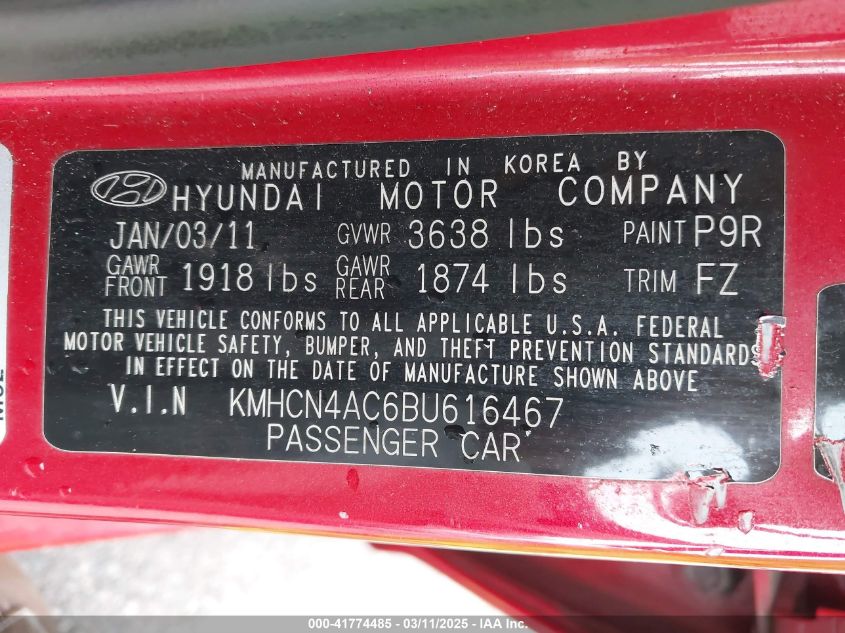 MANUFACTURED IN KOREA BY
HYUNDAI MOTOR COMPANY
JAN/03/11 GVWR 3638 lbs PAINT P9R
GAWR FRONT 1918 lbs GAWR REAR 1874 lbs TRIM FZ
THIS VEHICLE CONFORMS TO ALL APPLICABLE U.S.A. FEDERAL
MOTOR VEHICLE SAFETY, BUMPER, AND THEFT PREVENTION STANDARDS
IN EFFECT ON THE DATE OF MANUFACTURE SHOWN ABOVE
V.I.N KMHCN4AC6BU616467
PASSENGER CAR
000-41774485 - 03/11/2025 - IAA Inc.